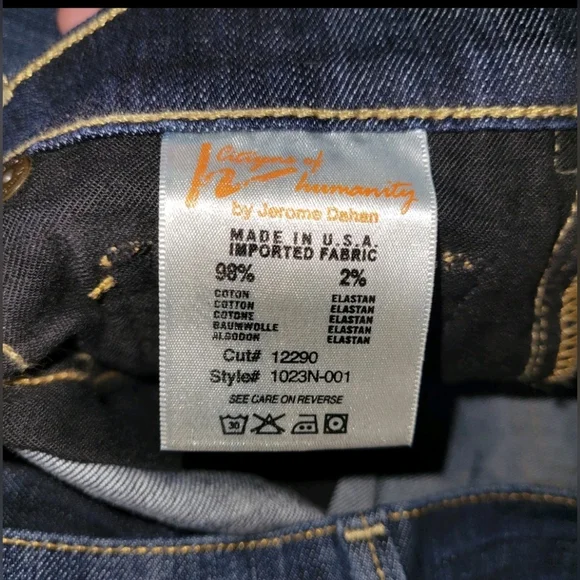 Citizens of
humanity
by Jerome Dahan
MADE IN U.S.A.
IMPORTED FABRIC
98% 2%
COTON ELASTAN
COTTON ELASTAN
COTONE ELASTAN
BAUMWOLLE ELASTAN
ALGODON ELASTAN
Cut# 12290
Style# 1023N-001
SEE CARE ON REVERSE
30